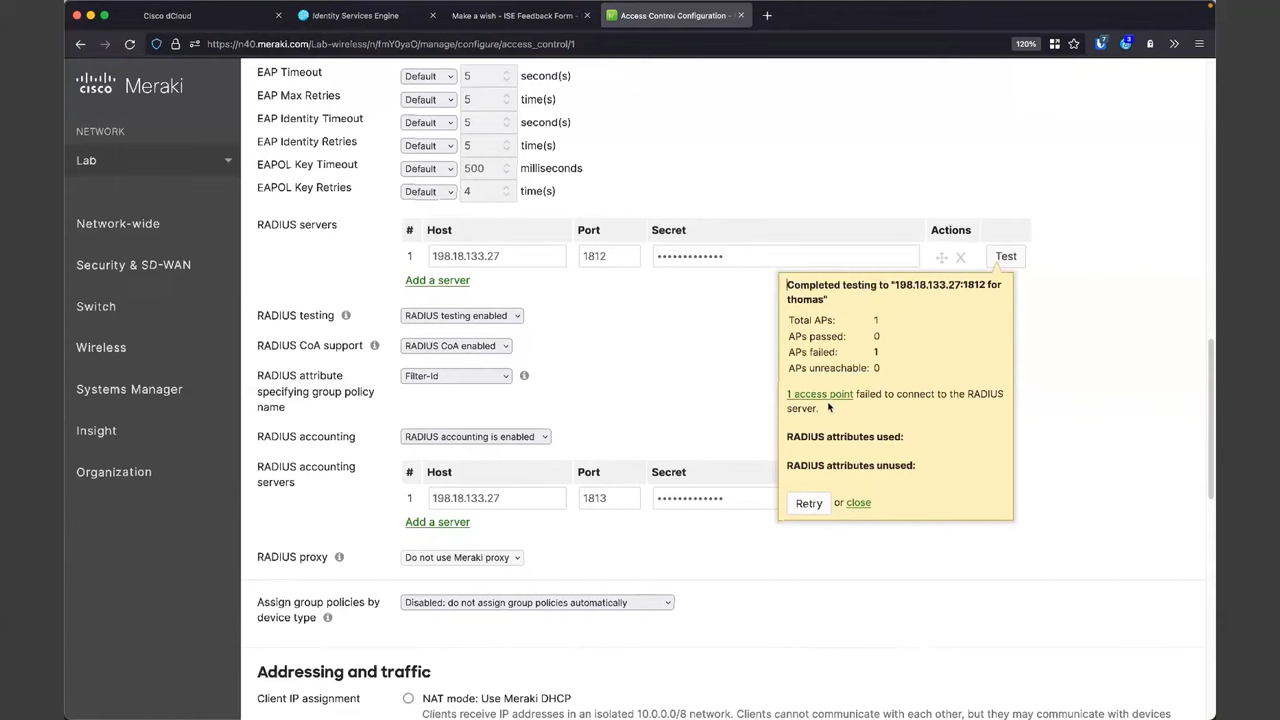 Cisco dCloud
Identity Services Engine
Make a wish - ISE Feedback Form -
Access Control Configuration -
https://n40.meraki.com/Lab-wireless/n/fmY0yaO/manage/configure/access_control/1
120%
7
3
CISCO Meraki
NETWORK
Lab
Network-wide
Security & SD-WAN
Switch
Wireless
Systems Manager
Insight
Organization
EAP Timeout Default 5 second(s)
EAP Max Retries Default 5 time(s)
EAP Identity Timeout Default 5 second(s)
EAP Identity Retries Default 5 time(s)
EAPOL Key Timeout Default 500 milliseconds
EAPOL Key Retries Default 4 time(s)
RADIUS servers
# Host Port Secret Actions
1 198.18.133.27 1812 ••••••••••••• Test
Add a server
RADIUS testing RADIUS testing enabled
RADIUS CoA support RADIUS CoA enabled
RADIUS attribute
specifying group policy
name
Filter-Id
RADIUS accounting RADIUS accounting is enabled
RADIUS accounting
servers
# Host Port Secret
1 198.18.133.27 1813 •••••••••••••
Add a server
RADIUS proxy Do not use Meraki proxy
Completed testing to "198.18.133.27:1812 for
thomas"
Total APs: 1
APs passed: 0
APs failed: 1
APs unreachable: 0
1 access point failed to connect to the RADIUS
server.
RADIUS attributes used:
RADIUS attributes unused:
Retry or close
Assign group policies by
device type
Disabled: do not assign group policies automatically
Addressing and traffic
Client IP assignment NAT mode: Use Meraki DHCP
Clients receive IP addresses in an isolated 10.0.0.0/8 network. Clients cannot communicate with each other, but they may communicate with devices